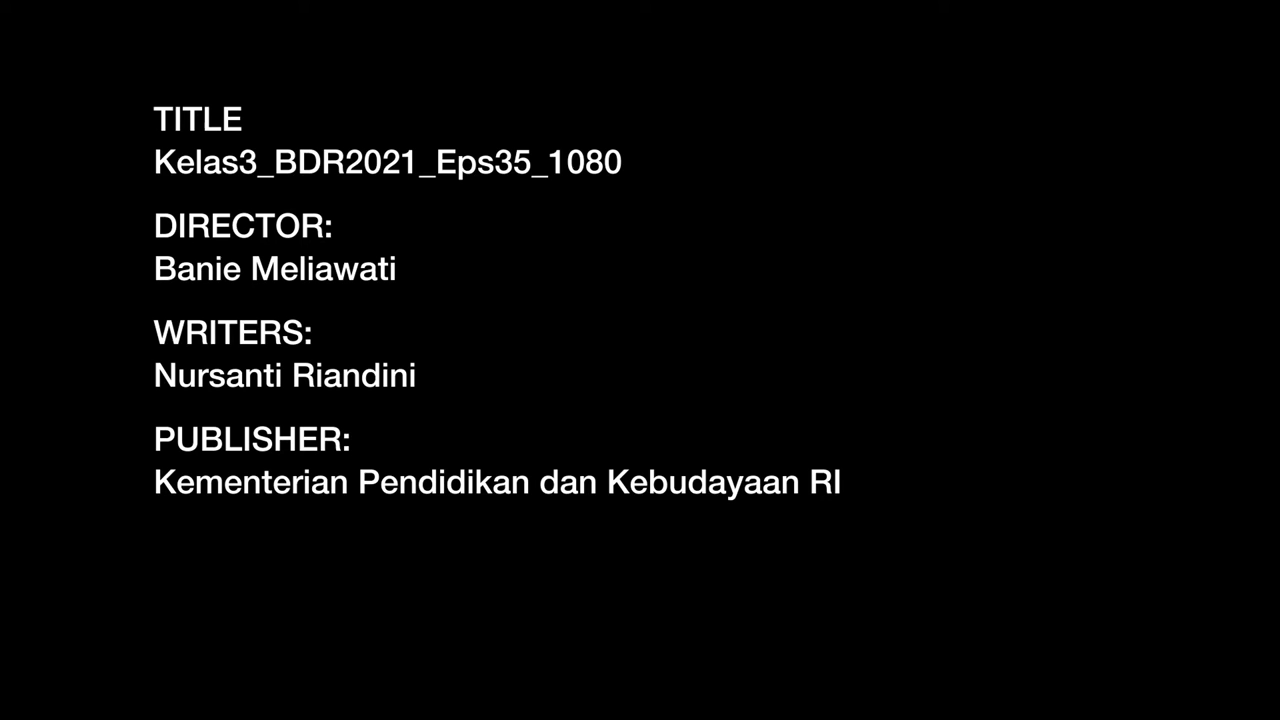 TITLE
Kelas3_BDR2021_Eps35_1080
DIRECTOR:
Banie Meliawati
WRITERS:
Nursanti Riandini
PUBLISHER:
Kementerian Pendidikan dan Kebudayaan RI